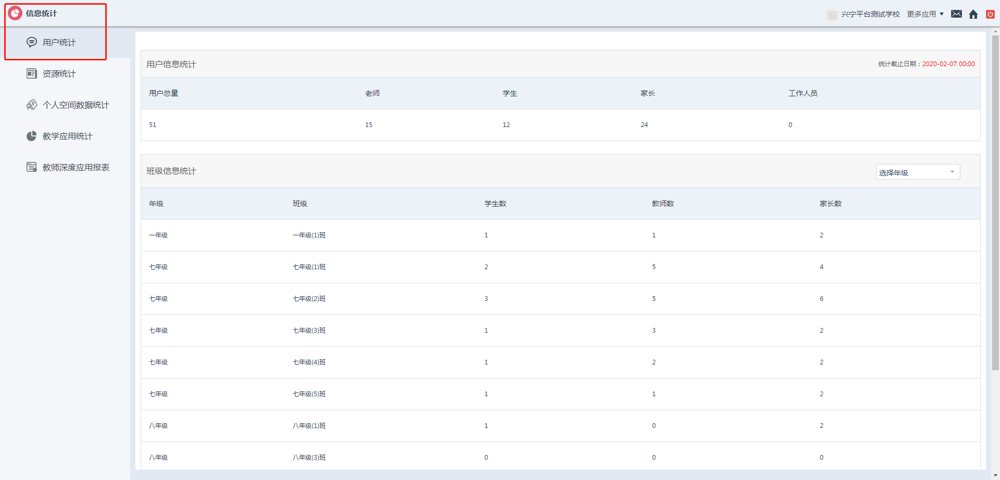 信息统计
兴宁平台测试学校 更多应用
用户统计
资源统计
个人空间数据统计
教学应用统计
教师深度应用报表
用户信息统计 统计截止日期：2020-02-07 00:00
用户总量 老师 学生 家长 工作人员
51 15 12 24 0
班级信息统计 选择年级
年级 班级 学生数 教师数 家长数
一年级 一年级(1)班 1 1 2
七年级 七年级(1)班 2 5 4
七年级 七年级(2)班 3 5 6
七年级 七年级(3)班 1 3 2
七年级 七年级(4)班 1 2 2
七年级 七年级(5)班 1 1 2
八年级 八年级(1)班 1 0 2
八年级 八年级(3)班 0 0 0